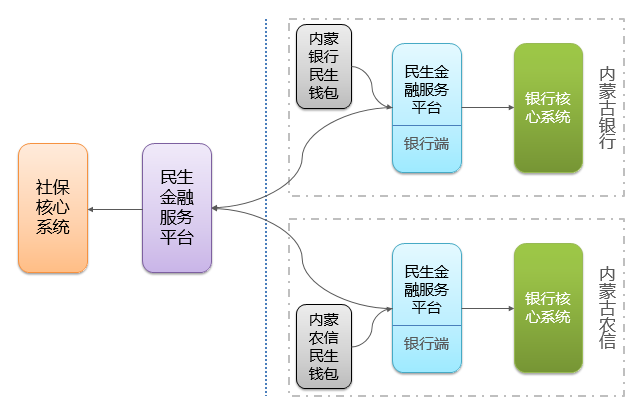 社保
核心
系统
民生
金融
服务
平台
内蒙
银行
民生
钱包
民生金
融服务
平台
银行端
银行核
心系统
内蒙古银行
内蒙
农信
民生
钱包
民生金
融服务
平台
银行端
银行核
心系统
内蒙古农信